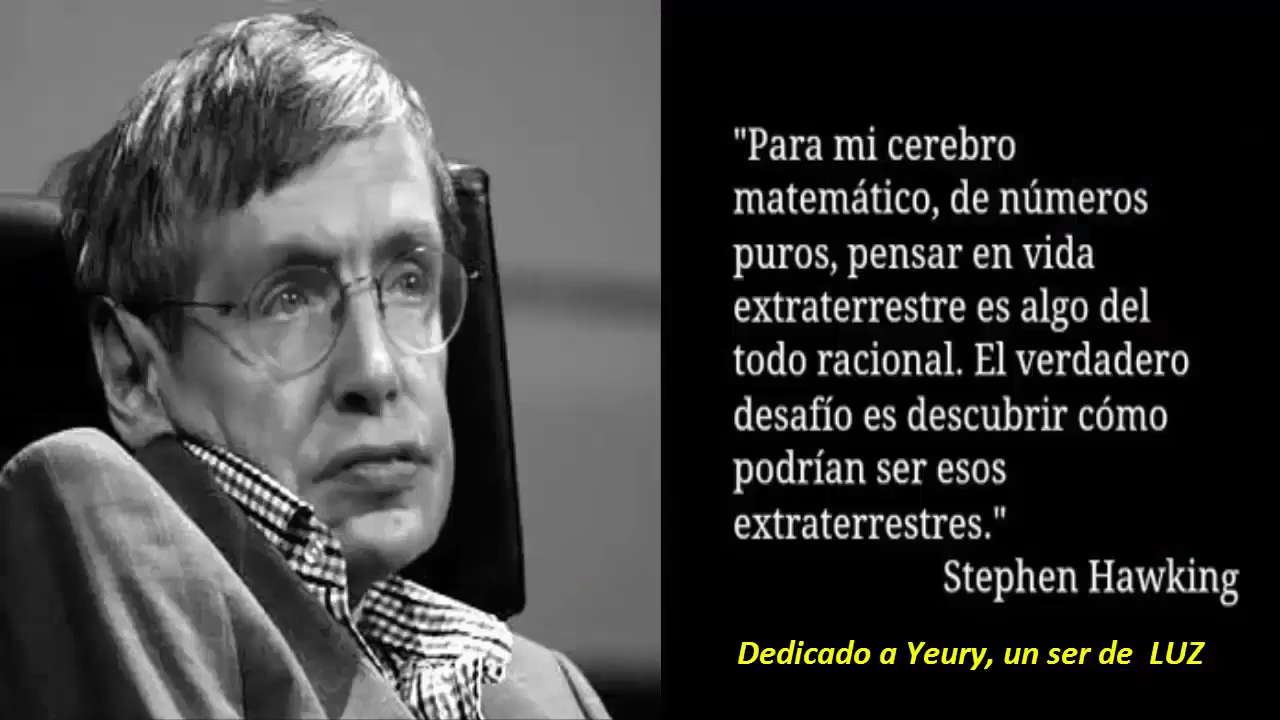 "Para mi cerebro
matemático, de números
puros, pensar en vida
extraterrestre es algo del
todo racional. El verdadero
desafío es descubrir cómo
podrían ser esos
extraterrestres."
Stephen Hawking
Dedicado a Yeury, un ser de LUZ